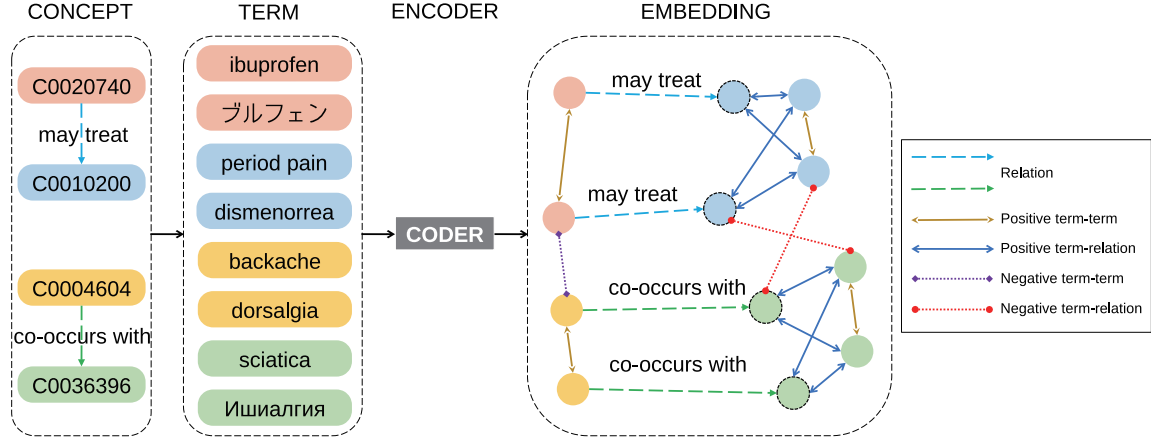 CONCEPT
TERM
ENCODER
EMBEDDING
C0020740
may treat
C0010200
C0004604
co-occurs with
C0036396
ibuprofen
ブルフェン
period pain
dismenorrea
backache
dorsalgia
sciatica
Ишиалгия
CODER
may treat
may treat
co-occurs with
co-occurs with
Relation
Positive term-term
Positive term-relation
Negative term-term
Negative term-relation